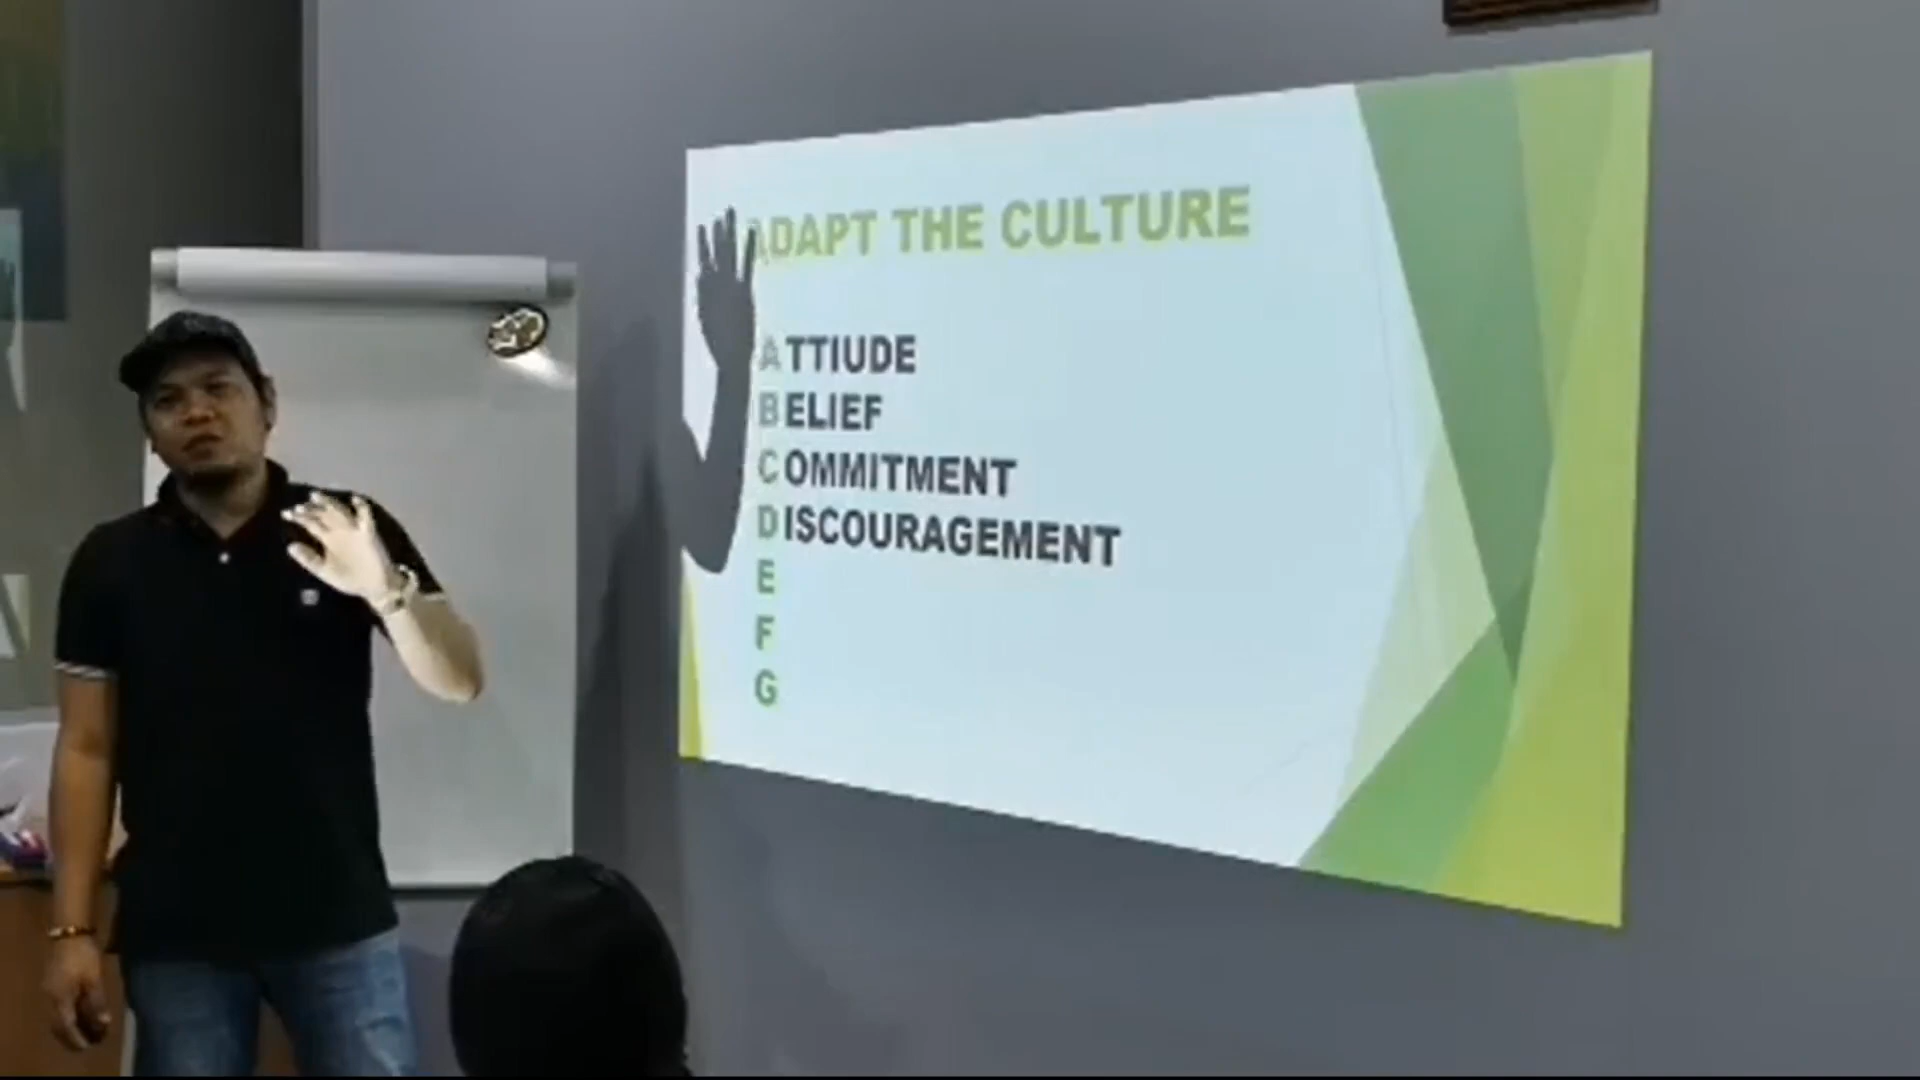 ADAPT THE CULTURE
ATTIUDE
BELIEF
COMMITMENT
DISCOURAGEMENT
E
F
G